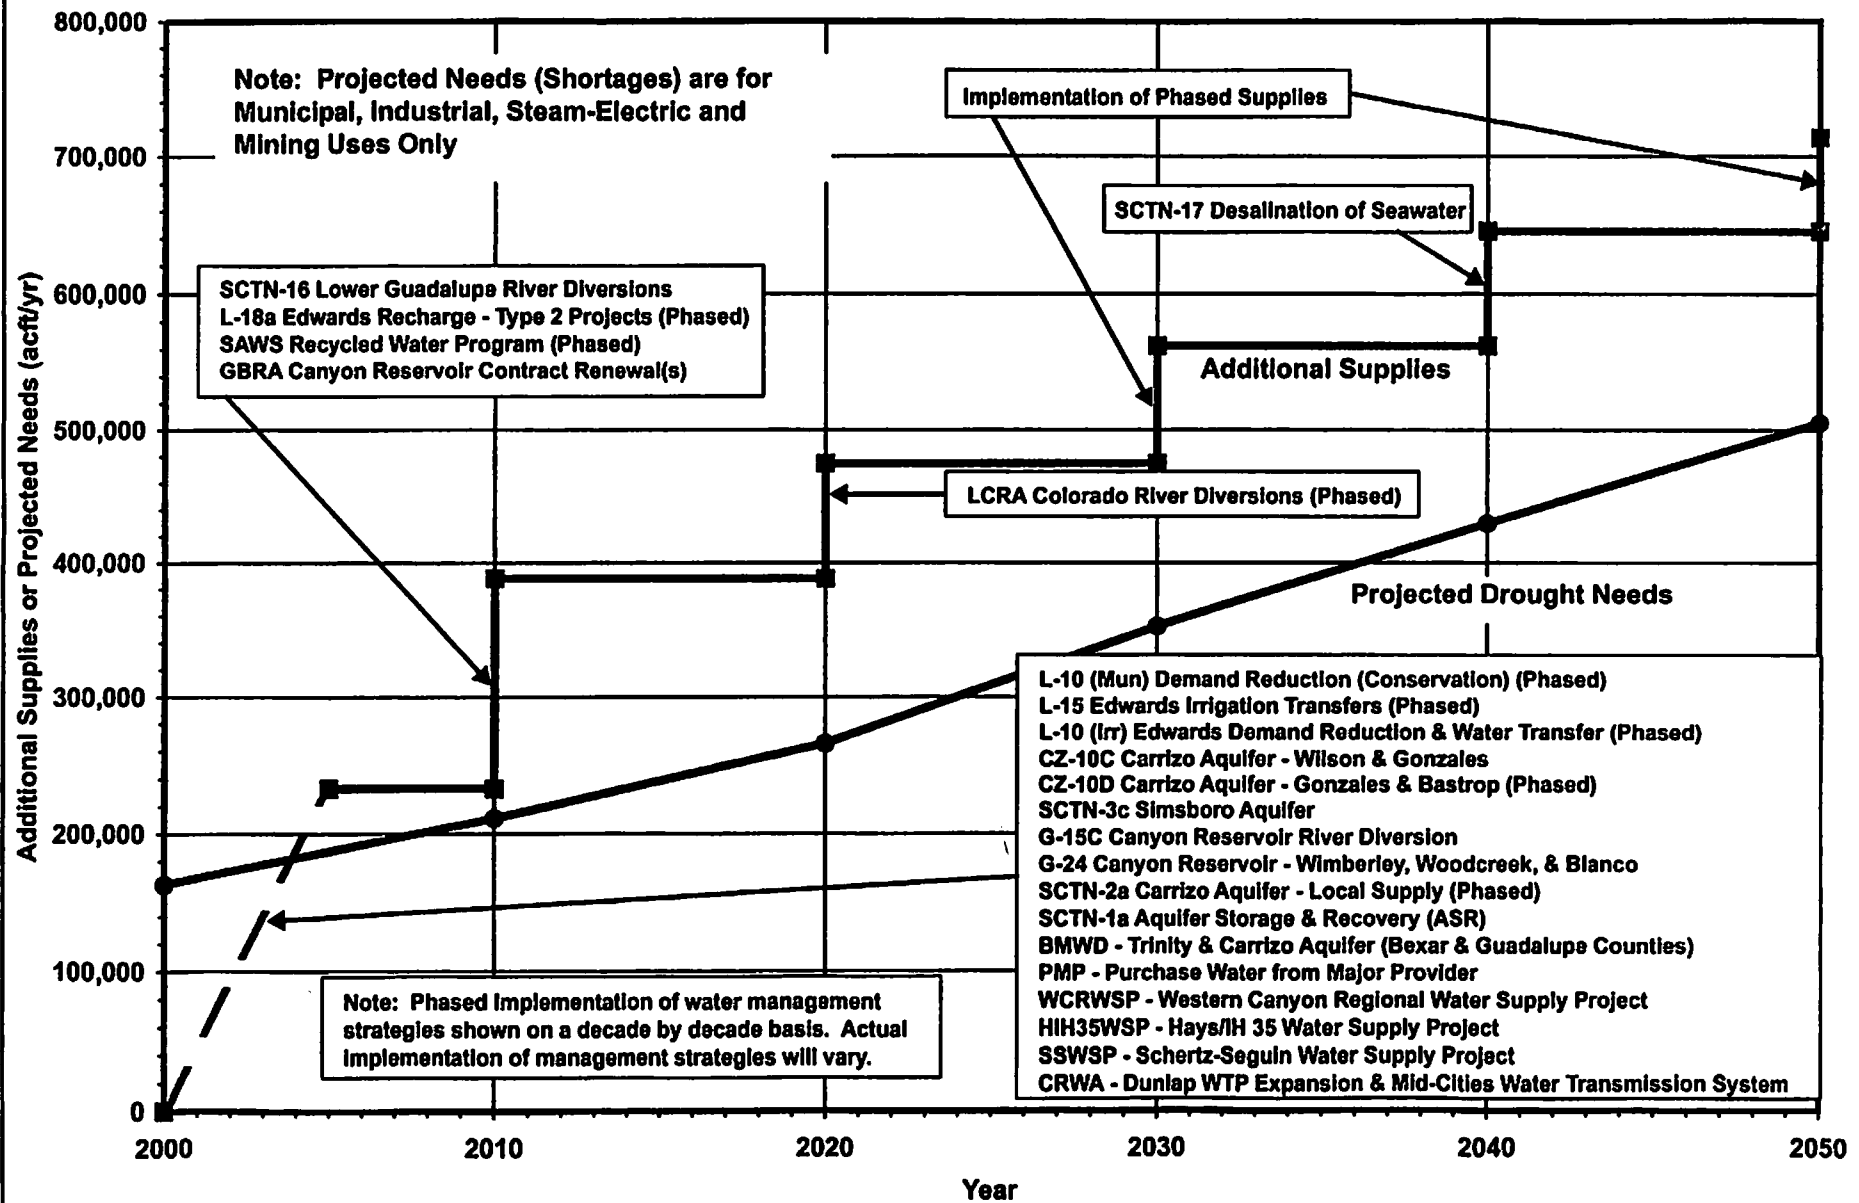 800,000
700,000
600,000
500,000
400,000
300,000
200,000
100,000
0
Additional Supplies or Projected Needs (acft/yr)
Note: Projected Needs (Shortages) are for
Municipal, Industrial, Steam-Electric and
Mining Uses Only
Implementation of Phased Supplies
SCTN-17 Desalination of Seawater
SCTN-16 Lower Guadalupe River Diversions
L-18a Edwards Recharge - Type 2 Projects (Phased)
SAWS Recycled Water Program (Phased)
GBRA Canyon Reservoir Contract Renewal(s)
Additional Supplies
LCRA Colorado River Diversions (Phased)
Projected Drought Needs
L-10 (Mun) Demand Reduction (Conservation) (Phased)
L-15 Edwards Irrigation Transfers (Phased)
L-10 (Irr) Edwards Demand Reduction & Water Transfer (Phased)
CZ-10C Carrizo Aquifer - Wilson & Gonzales
CZ-10D Carrizo Aquifer - Gonzales & Bastrop (Phased)
SCTN-3c Simsboro Aquifer
G-15C Canyon Reservoir River Diversion
G-24 Canyon Reservoir - Wimberley, Woodcreek, & Blanco
SCTN-2a Carrizo Aquifer - Local Supply (Phased)
SCTN-1a Aquifer Storage & Recovery (ASR)
BMWD - Trinity & Carrizo Aquifer (Bexar & Guadalupe Counties)
PMP - Purchase Water from Major Provider
WCRWSP - Western Canyon Regional Water Supply Project
HIH35WSP - Hays/IH 35 Water Supply Project
SSWSP - Schertz-Seguin Water Supply Project
CRWA - Dunlap WTP Expansion & Mid-Cities Water Transmission System
Note: Phased Implementation of water management
strategies shown on a decade by decade basis. Actual
implementation of management strategies will vary.
2000 2010 2020 2030 2040 2050
Year